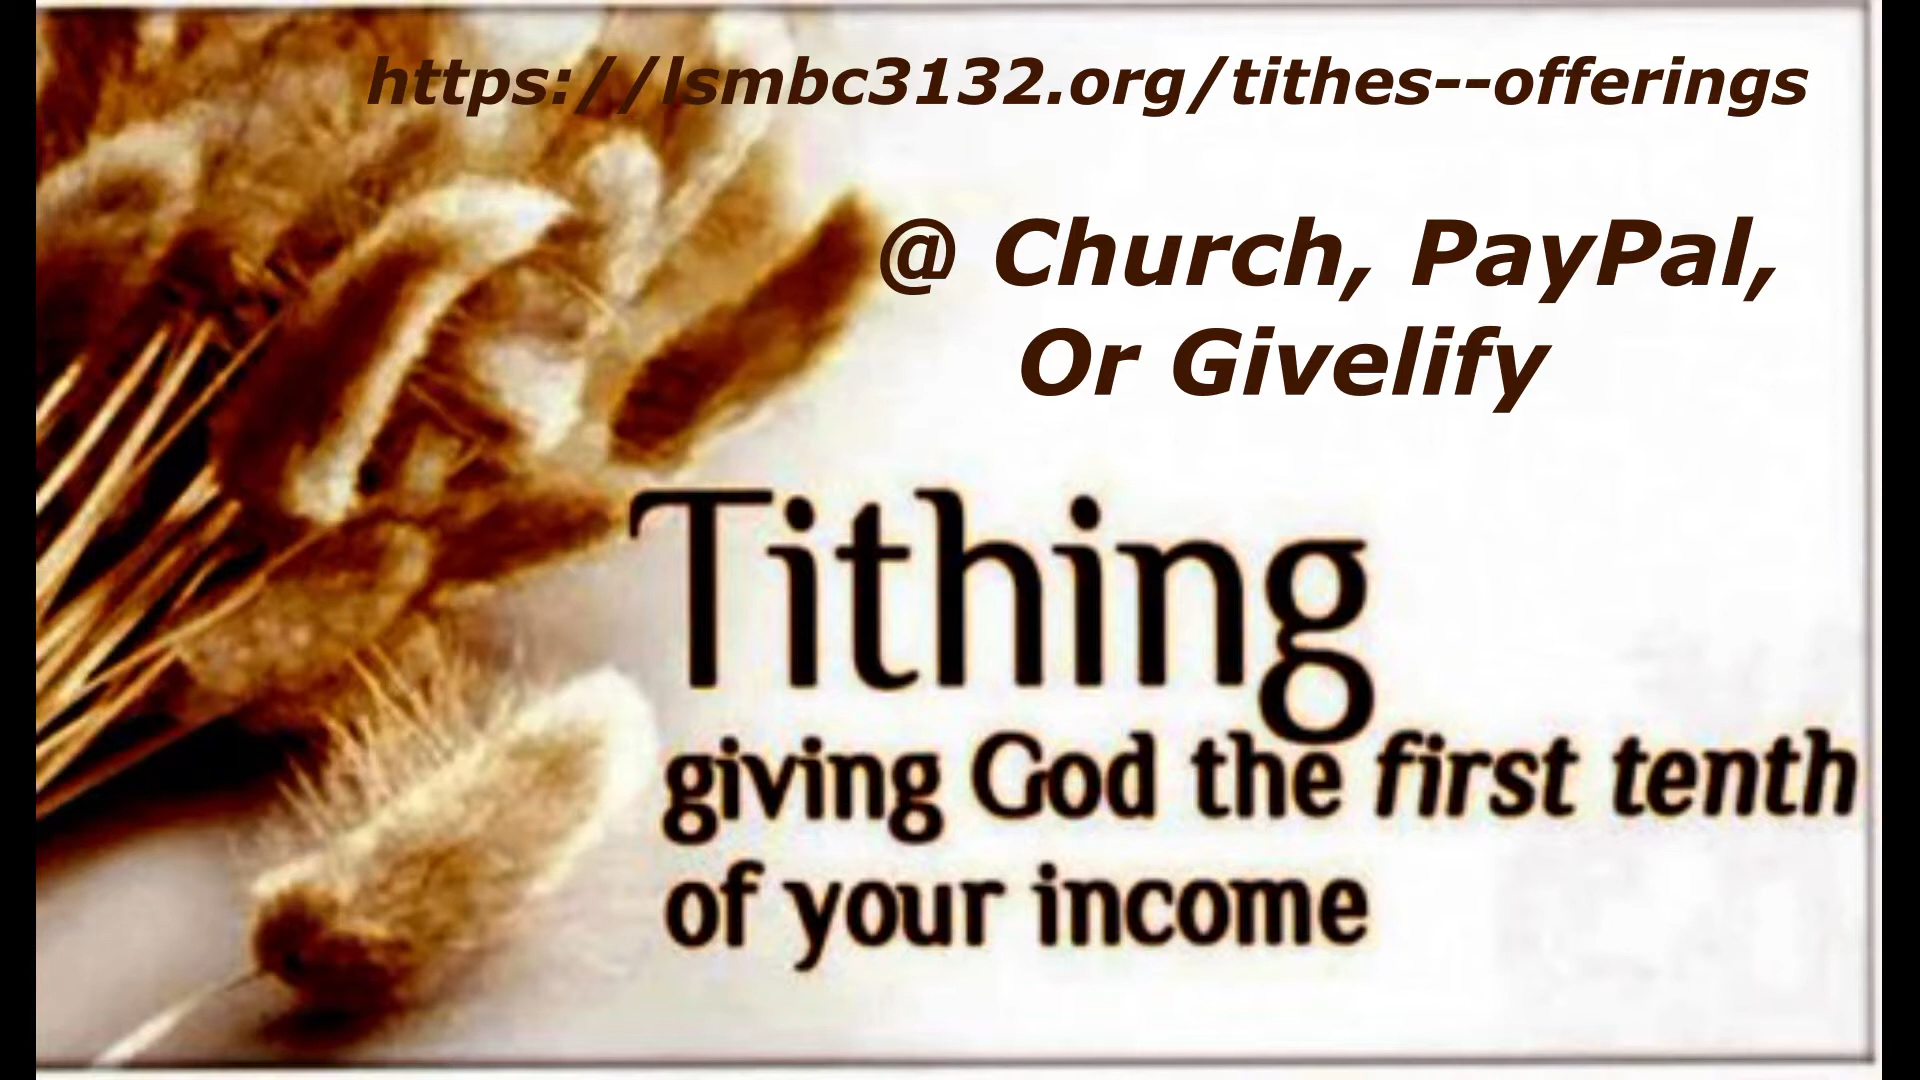 https://lsmbc3132.org/tithes--offerings
@ Church, PayPal,
Or Givelify
Tithing
giving God the first tenth
of your income